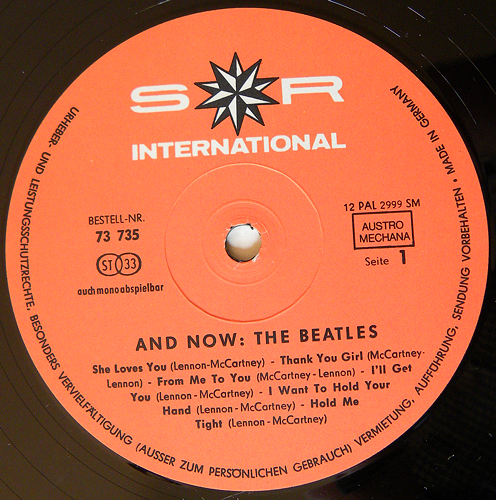 S R
INTERNATIONAL
URHEBER- UND LEISTUNGSSCHUTZRECHTE, BESONDERS VERVIELFÄLTIGUNG (AUSSER ZUM PERSÖNLICHEN GEBRAUCH) VERMIETUNG, AUFFÜHRUNG, SENDUNG VORBEHALTEN • MADE IN GERMANY
BESTELL-NR.
73 735
ST 33
auch mono abspielbar
12 PAL 2999 SM
AUSTRO
MECHANA
Seite 1
AND NOW: THE BEATLES
She Loves You (Lennon-McCartney) - Thank You Girl (McCartney-
Lennon) - From Me To You (McCartney - Lennon) - I'll Get
You (Lennon - McCartney) - I Want To Hold Your
Hand (Lennon - McCartney) - Hold Me
Tight (Lennon - McCartney)